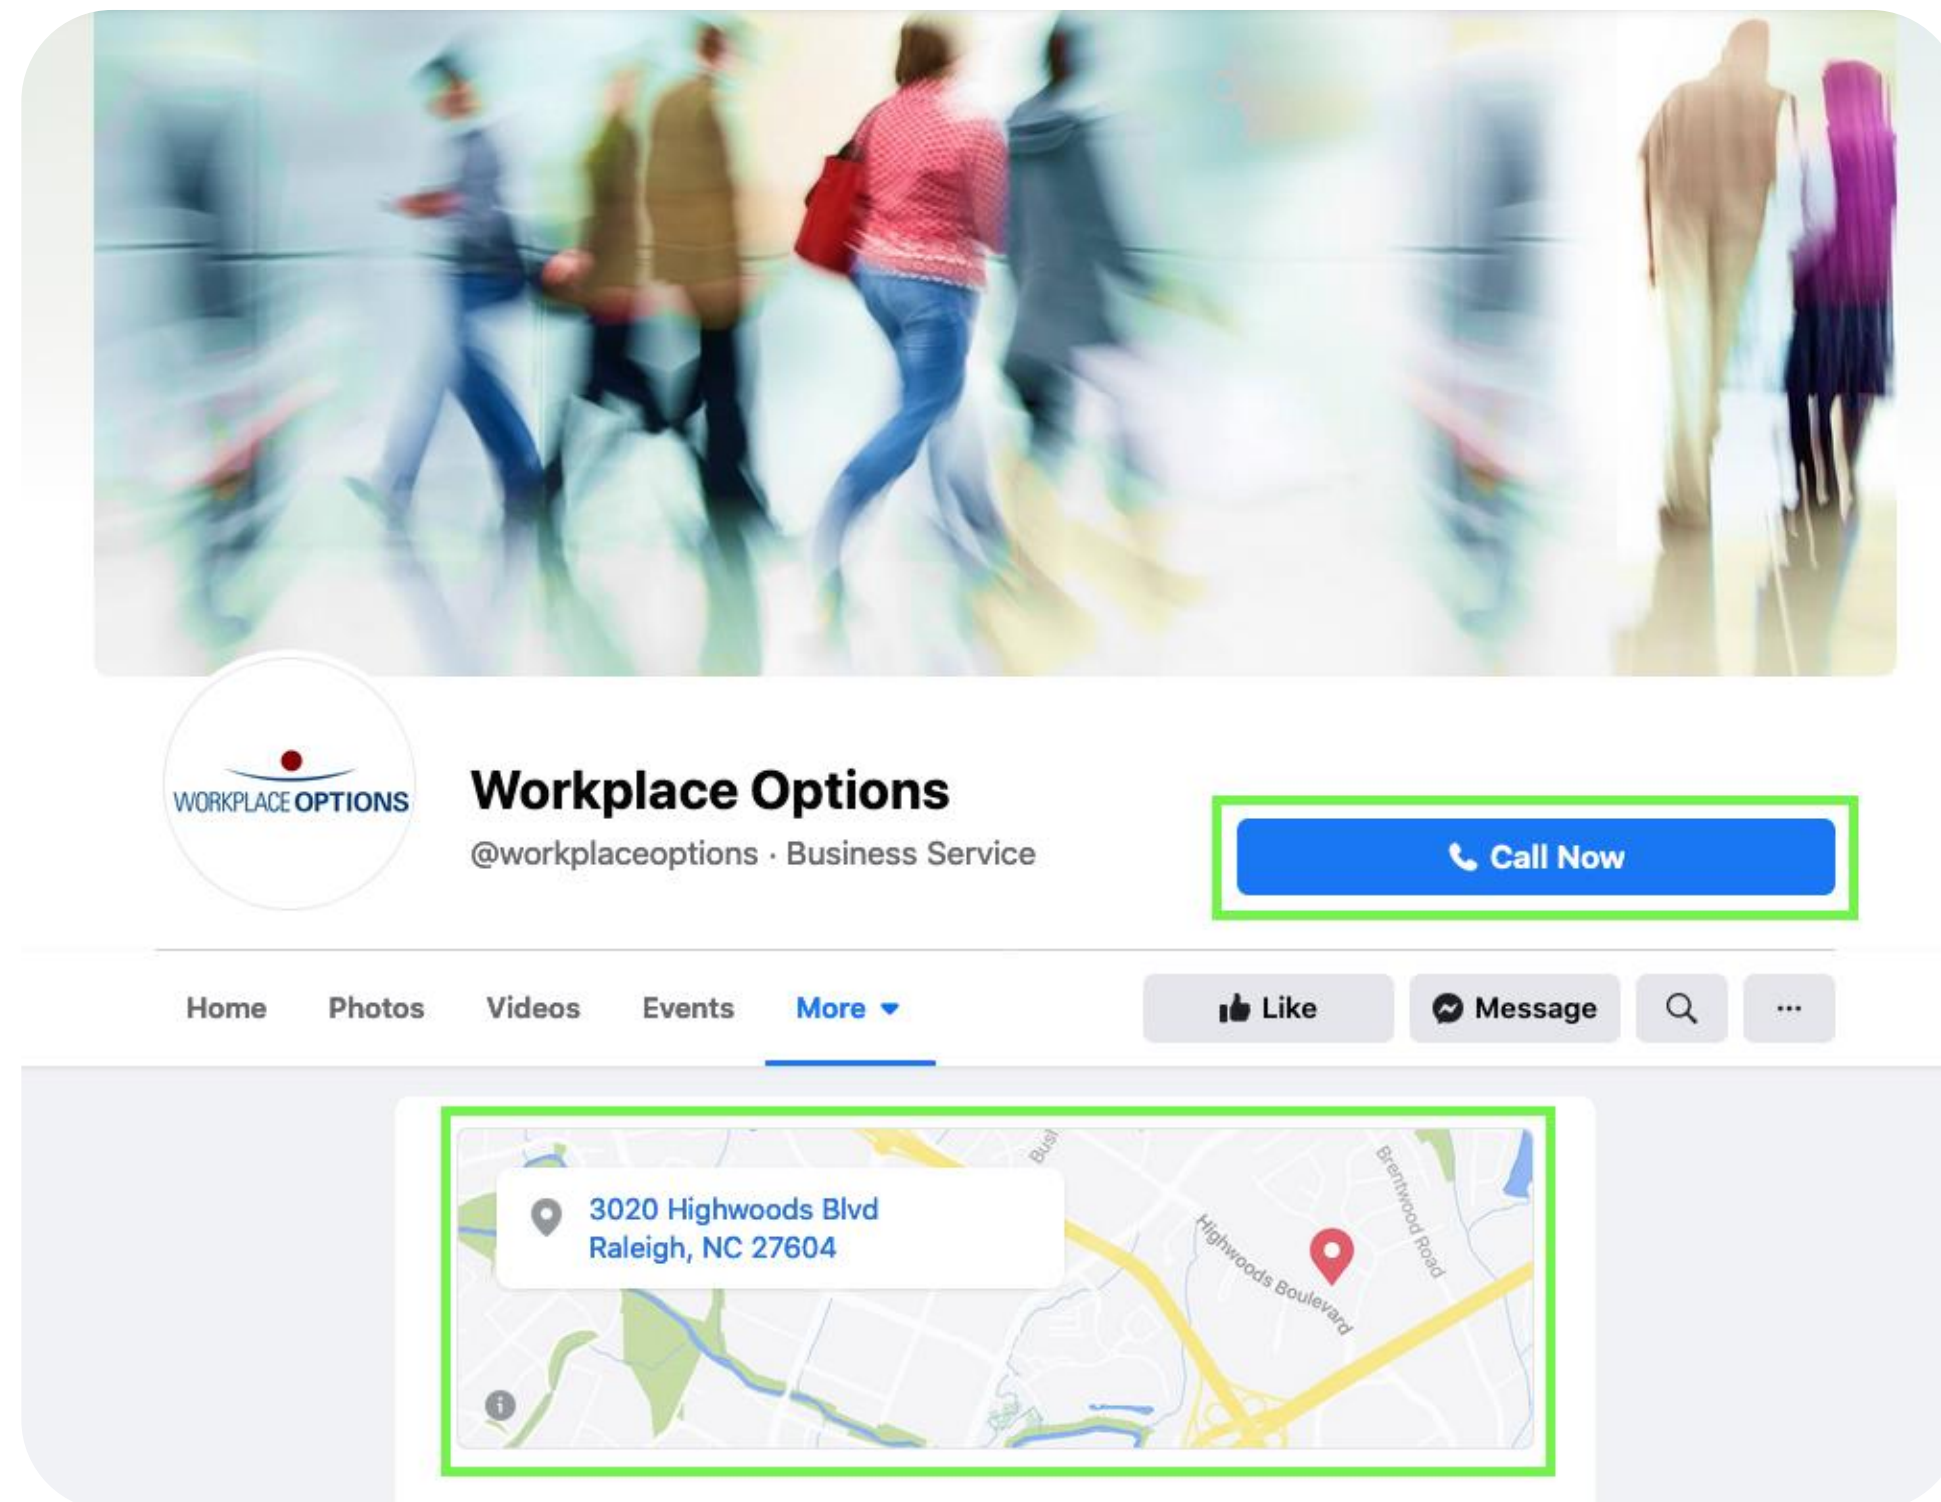 WORKPLACE OPTIONS
Workplace Options
@workplaceoptions · Business Service
Call Now
Home
Photos
Videos
Events
More
Like
Message
...
3020 Highwoods Blvd
Raleigh, NC 27604
Highwoods Boulevard
Brentwood Road